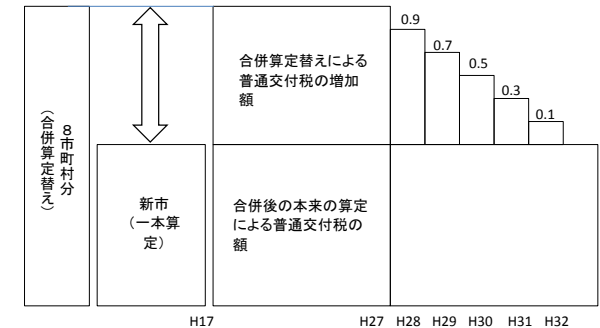 ８市町村分
（合併算定替え）
新市
（一本算
定）
合併算定替えによる
普通交付税の増加
額
合併後の本来の算定
による普通交付税の
額
0.9
0.7
0.5
0.3
0.1
H17
H27
H28
H29
H30
H31
H32